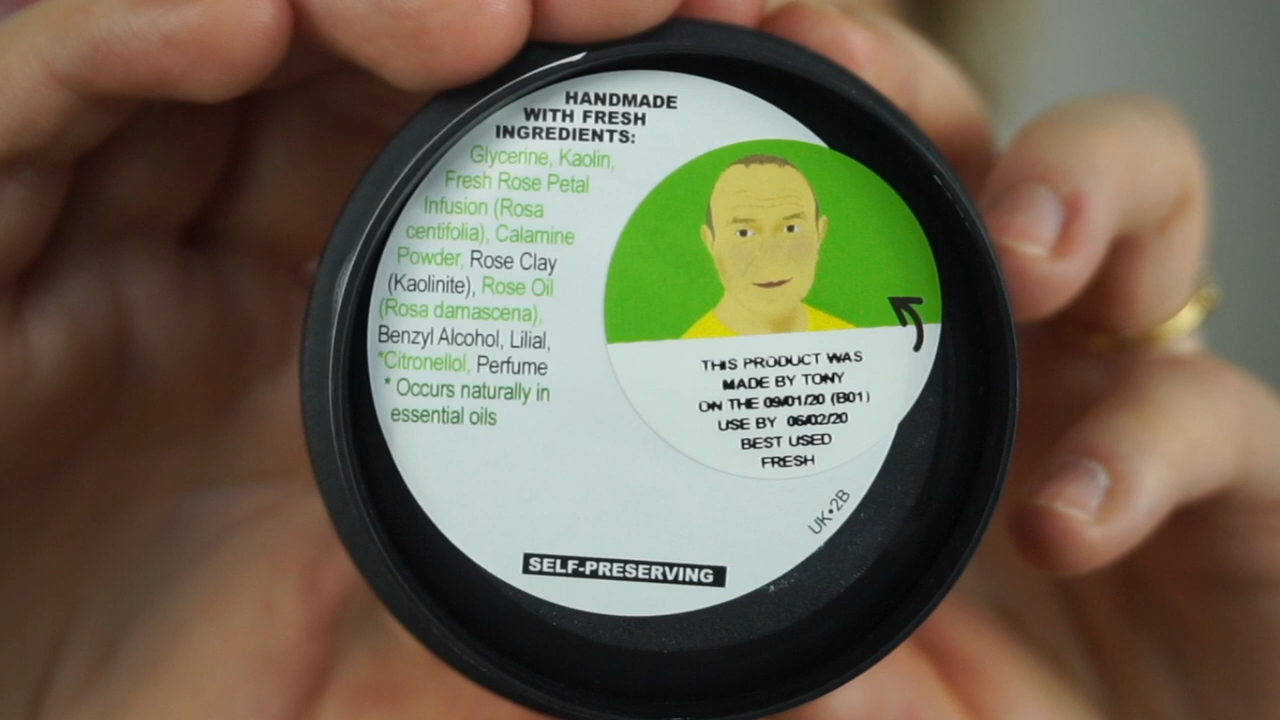 HANDMADE
WITH FRESH
INGREDIENTS:
Glycerine, Kaolin,
Fresh Rose Petal
Infusion (Rosa
centifolia), Calamine
Powder, Rose Clay
(Kaolinite), Rose Oil
(Rosa damascena),
Benzyl Alcohol, Lilial,
*Citronellol, Perfume
* Occurs naturally in
essential oils
THIS PRODUCT WAS
MADE BY TONY
ON THE 09/01/20 (B01)
USE BY 06/02/20
BEST USED
FRESH
UK•2B
SELF-PRESERVING